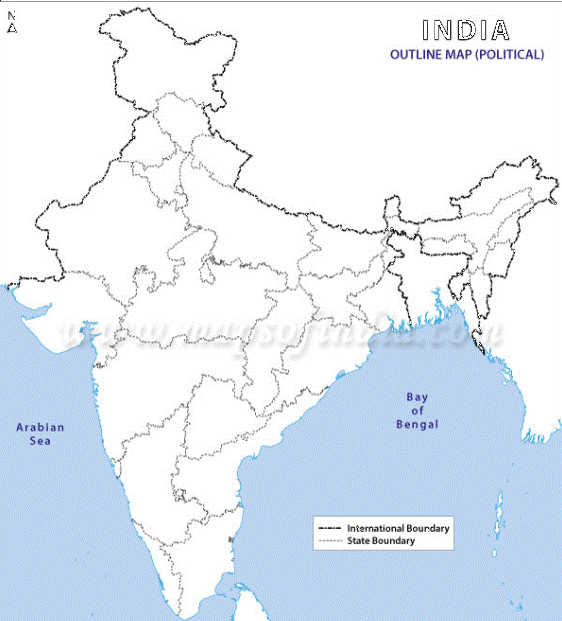 N
INDIA
OUTLINE MAP (POLITICAL)
www.mapsofindia.com
Arabian
Sea
Bay
of
Bengal
International Boundary
State Boundary